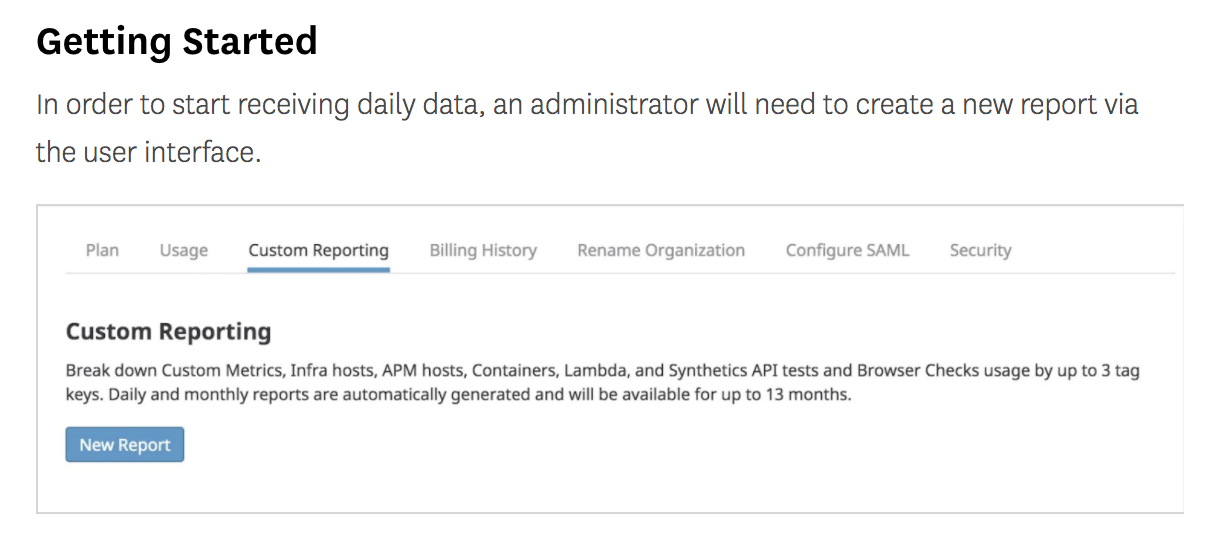 Getting Started
In order to start receiving daily data, an administrator will need to create a new report via
the user interface.
Plan Usage Custom Reporting Billing History Rename Organization Configure SAML Security
Custom Reporting
Break down Custom Metrics, Infra hosts, APM hosts, Containers, Lambda, and Synthetics API tests and Browser Checks usage by up to 3 tag
keys. Daily and monthly reports are automatically generated and will be available for up to 13 months.
New Report